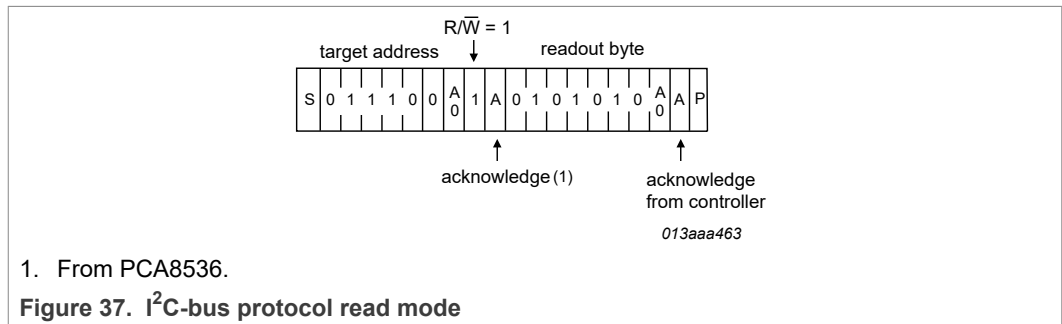 R/W̅ = 1
target address readout byte
S 0 1 1 1 0 0 A0 1 A 0 1 0 1 0 1 0 A0 A P
acknowledge (1) acknowledge
from controller
013aaa463
1. From PCA8536.
Figure 37. I²C-bus protocol read mode